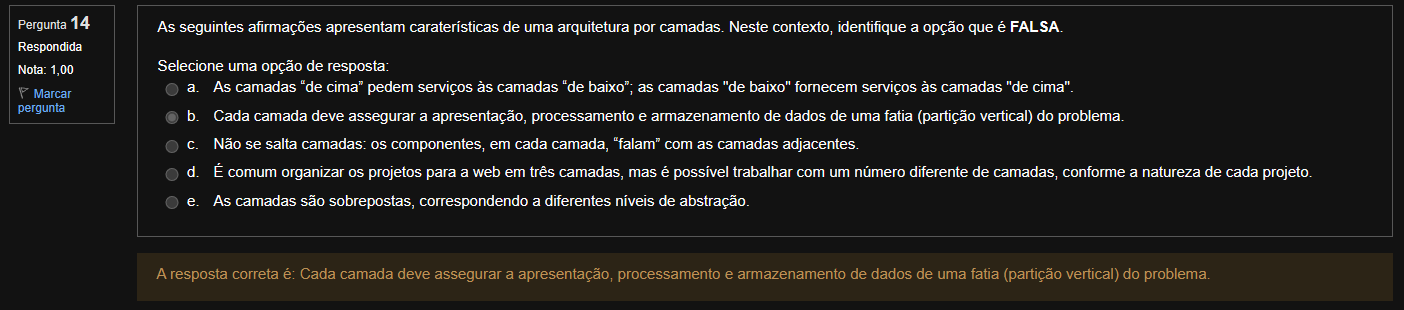 Pergunta 14
Respondida
Nota: 1,00
Marcar
pergunta
As seguintes afirmações apresentam caraterísticas de uma arquitetura por camadas. Neste contexto, identifique a opção que é FALSA.
Selecione uma opção de resposta:
a. As camadas “de cima” pedem serviços às camadas “de baixo”; as camadas "de baixo" fornecem serviços às camadas "de cima".
b. Cada camada deve assegurar a apresentação, processamento e armazenamento de dados de uma fatia (partição vertical) do problema.
c. Não se salta camadas: os componentes, em cada camada, “falam” com as camadas adjacentes.
d. É comum organizar os projetos para a web em três camadas, mas é possível trabalhar com um número diferente de camadas, conforme a natureza de cada projeto.
e. As camadas são sobrepostas, correspondendo a diferentes níveis de abstração.
A resposta correta é: Cada camada deve assegurar a apresentação, processamento e armazenamento de dados de uma fatia (partição vertical) do problema.